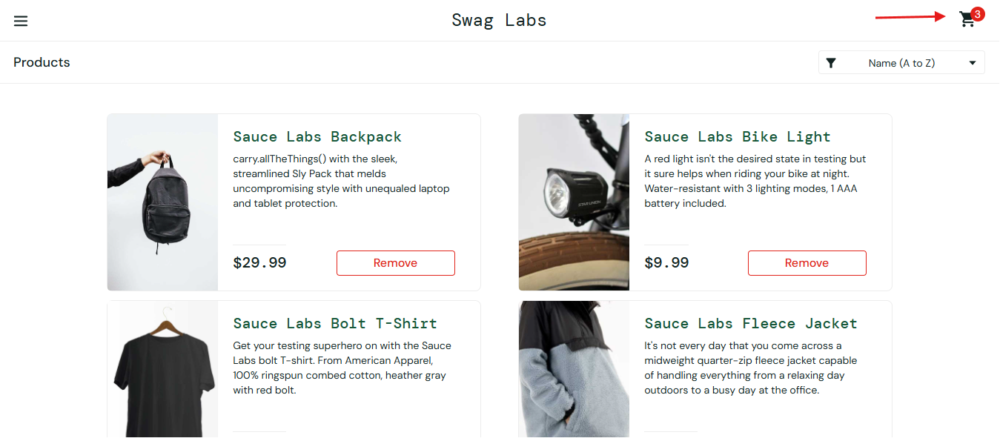 Swag Labs
3
Products
Name (A to Z)
Sauce Labs Backpack
carry.allTheThings() with the sleek,
streamlined Sly Pack that melds
uncompromising style with unequaled laptop
and tablet protection.
$29.99
Remove
Sauce Labs Bike Light
A red light isn't the desired state in testing but
it sure helps when riding your bike at night.
Water-resistant with 3 lighting modes, 1 AAA
battery included.
STAR UNION
$9.99
Remove
Sauce Labs Bolt T-Shirt
Get your testing superhero on with the Sauce
Labs bolt T-shirt. From American Apparel,
100% ringspun combed cotton, heather gray
with red bolt.
Sauce Labs Fleece Jacket
It's not every day that you come across a
midweight quarter-zip fleece jacket capable
of handling everything from a relaxing day
outdoors to a busy day at the office.